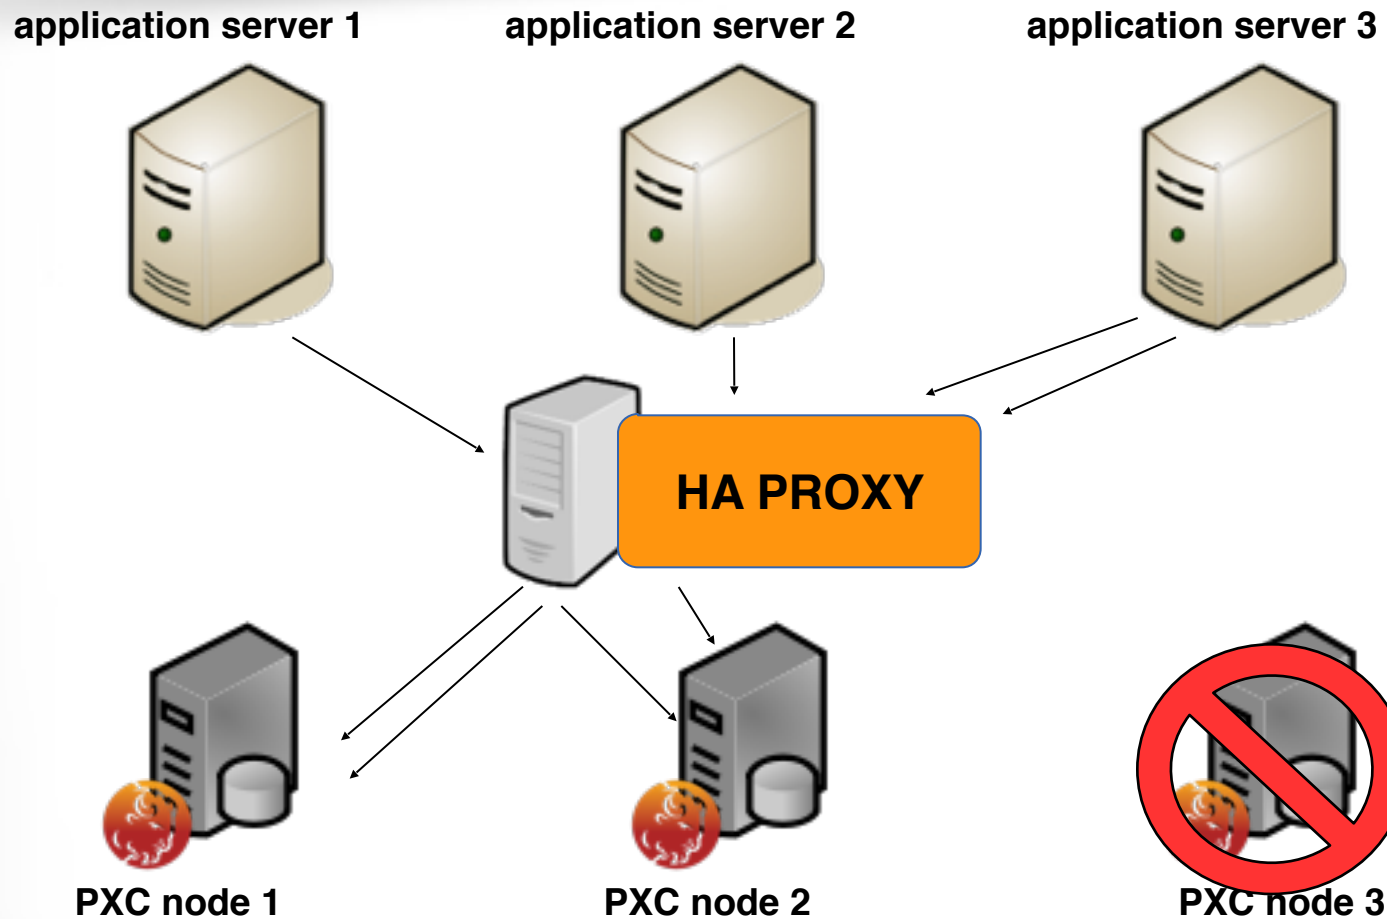 application server 1
application server 2
application server 3
HA PROXY
PXC node 1
PXC node 2
PXC node 3